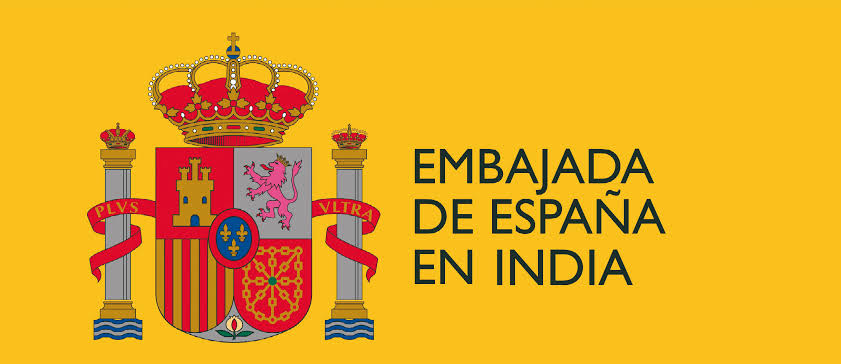 PLVS VLTRA
EMBAJADA
DE ESPAÑA
EN INDIA